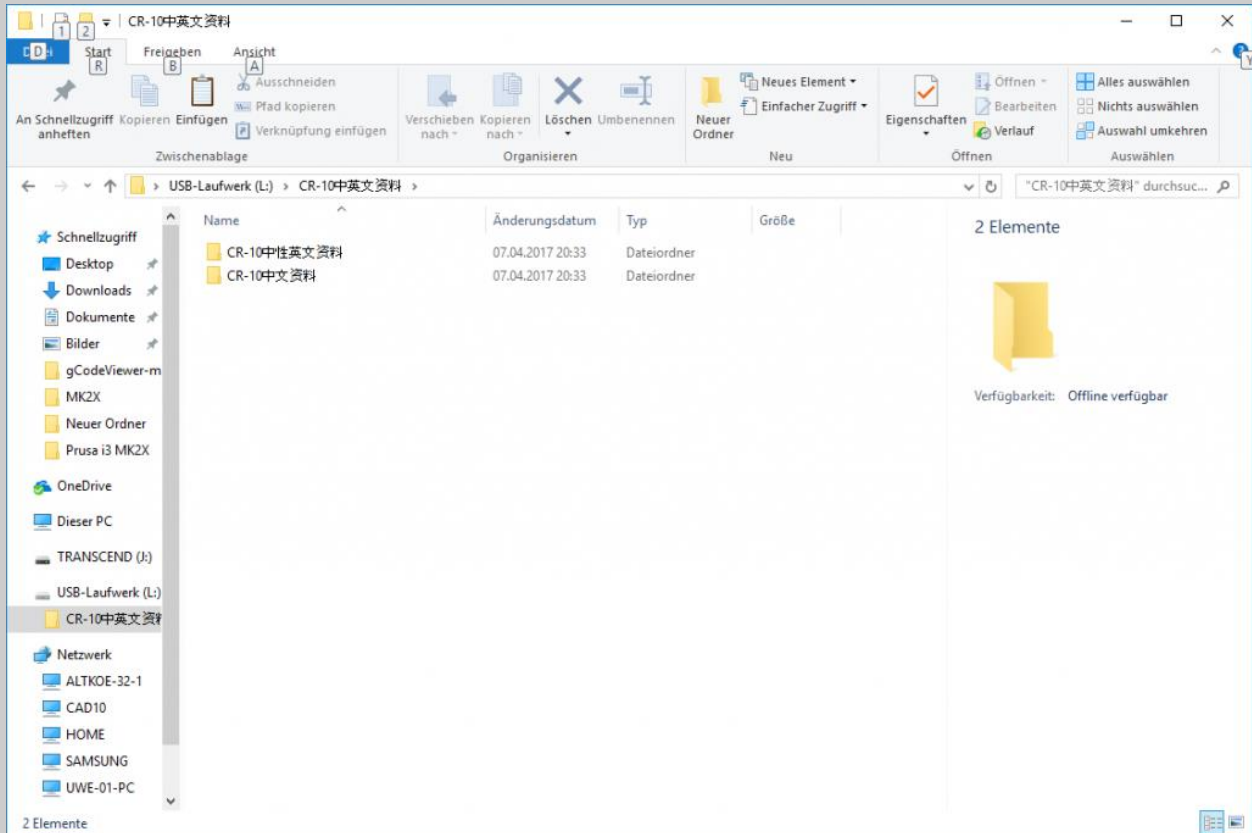 1 2 CR-10中英文资料
D Start Freigeben Ansicht
R B A Y
Ausschneiden
Pfad kopieren
Verknüpfung einfügen
An Schnellzugriff anheften Kopieren Einfügen
Verschieben nach Kopieren nach Löschen Umbenennen
Neuer Ordner
Neues Element
Einfacher Zugriff
Eigenschaften
Öffnen
Bearbeiten
Verlauf
Alles auswählen
Nichts auswählen
Auswahl umkehren
Zwischenablage Organisieren Neu Öffnen Auswählen
USB-Laufwerk (L:) CR-10中英文资料 "CR-10中英文资料" durchsuc...
Name Änderungsdatum Typ Größe
CR-10中性英文资料 07.04.2017 20:33 Dateiordner
CR-10中文资料 07.04.2017 20:33 Dateiordner
Schnellzugriff
Desktop
Downloads
Dokumente
Bilder
gCodeViewer-m
MK2X
Neuer Ordner
Prusa i3 MK2X
OneDrive
Dieser PC
TRANSCEND (J:)
USB-Laufwerk (L:)
CR-10中英文资
Netzwerk
ALTKOE-32-1
CAD10
HOME
SAMSUNG
UWE-01-PC
2 Elemente
Verfügbarkeit: Offline verfügbar
2 Elemente